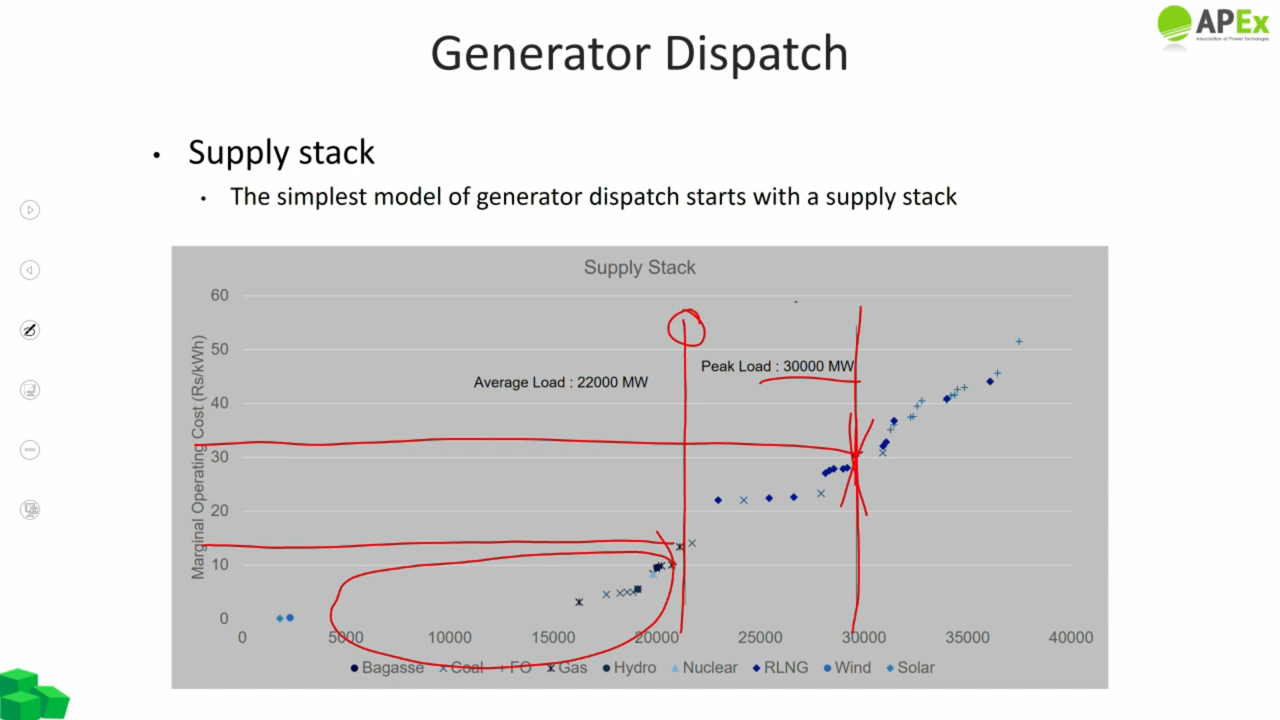 APEx
Association of Power Exchanges
Generator Dispatch
• Supply stack
• The simplest model of generator dispatch starts with a supply stack
Supply Stack
Marginal Operating Cost (Rs/kWh)
60
50
40
30
20
10
0
Average Load : 22000 MW
Peak Load : 30000 MW
0 5000 10000 15000 20000 25000 30000 35000 40000
Bagasse Coal FO Gas Hydro Nuclear RLNG Wind Solar